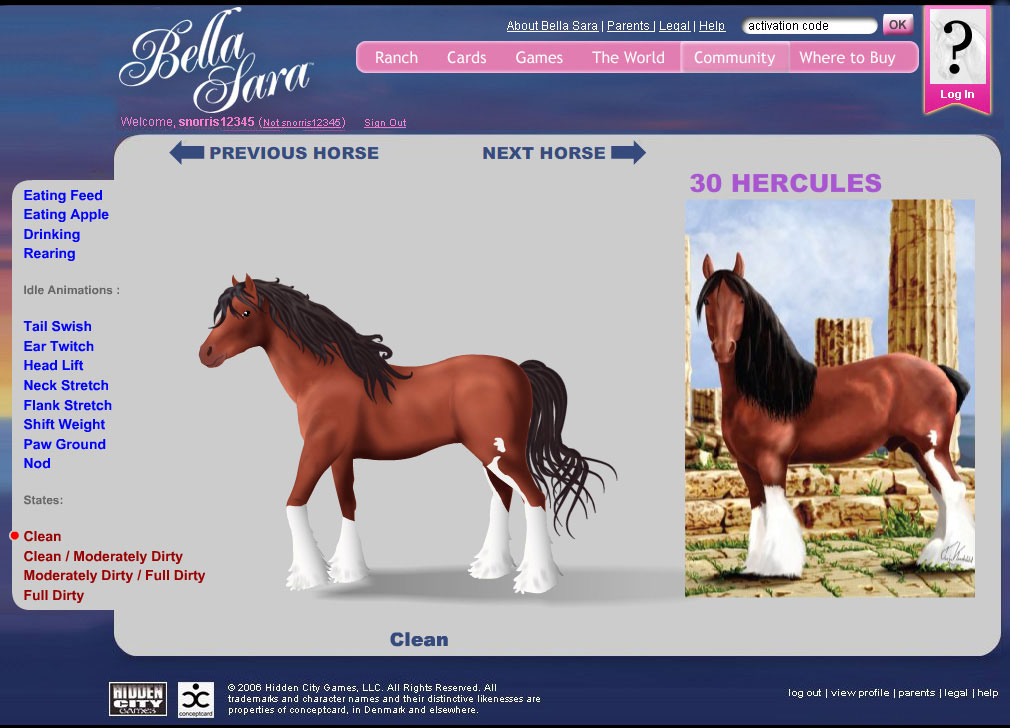 Bella Sara™
About Bella Sara | Parents | Legal | Help
activation code
OK
?
Log In
Ranch Cards Games The World Community Where to Buy
Welcome, snorris12345 (Not snorris12345) Sign Out
PREVIOUS HORSE
NEXT HORSE
30 HERCULES
Eating Feed
Eating Apple
Drinking
Rearing
Idle Animations :
Tail Swish
Ear Twitch
Head Lift
Neck Stretch
Flank Stretch
Shift Weight
Paw Ground
Nod
States:
Clean
Clean / Moderately Dirty
Moderately Dirty / Full Dirty
Full Dirty
Clean
HIDDEN
CITY
GAMES
conceptcard
© 2006 Hidden City Games, LLC. All Rights Reserved. All
trademarks and character names and their distinctive likenesses are
properties of conceptcard, in Denmark and elsewhere.
log out | view profile | parents | legal | help